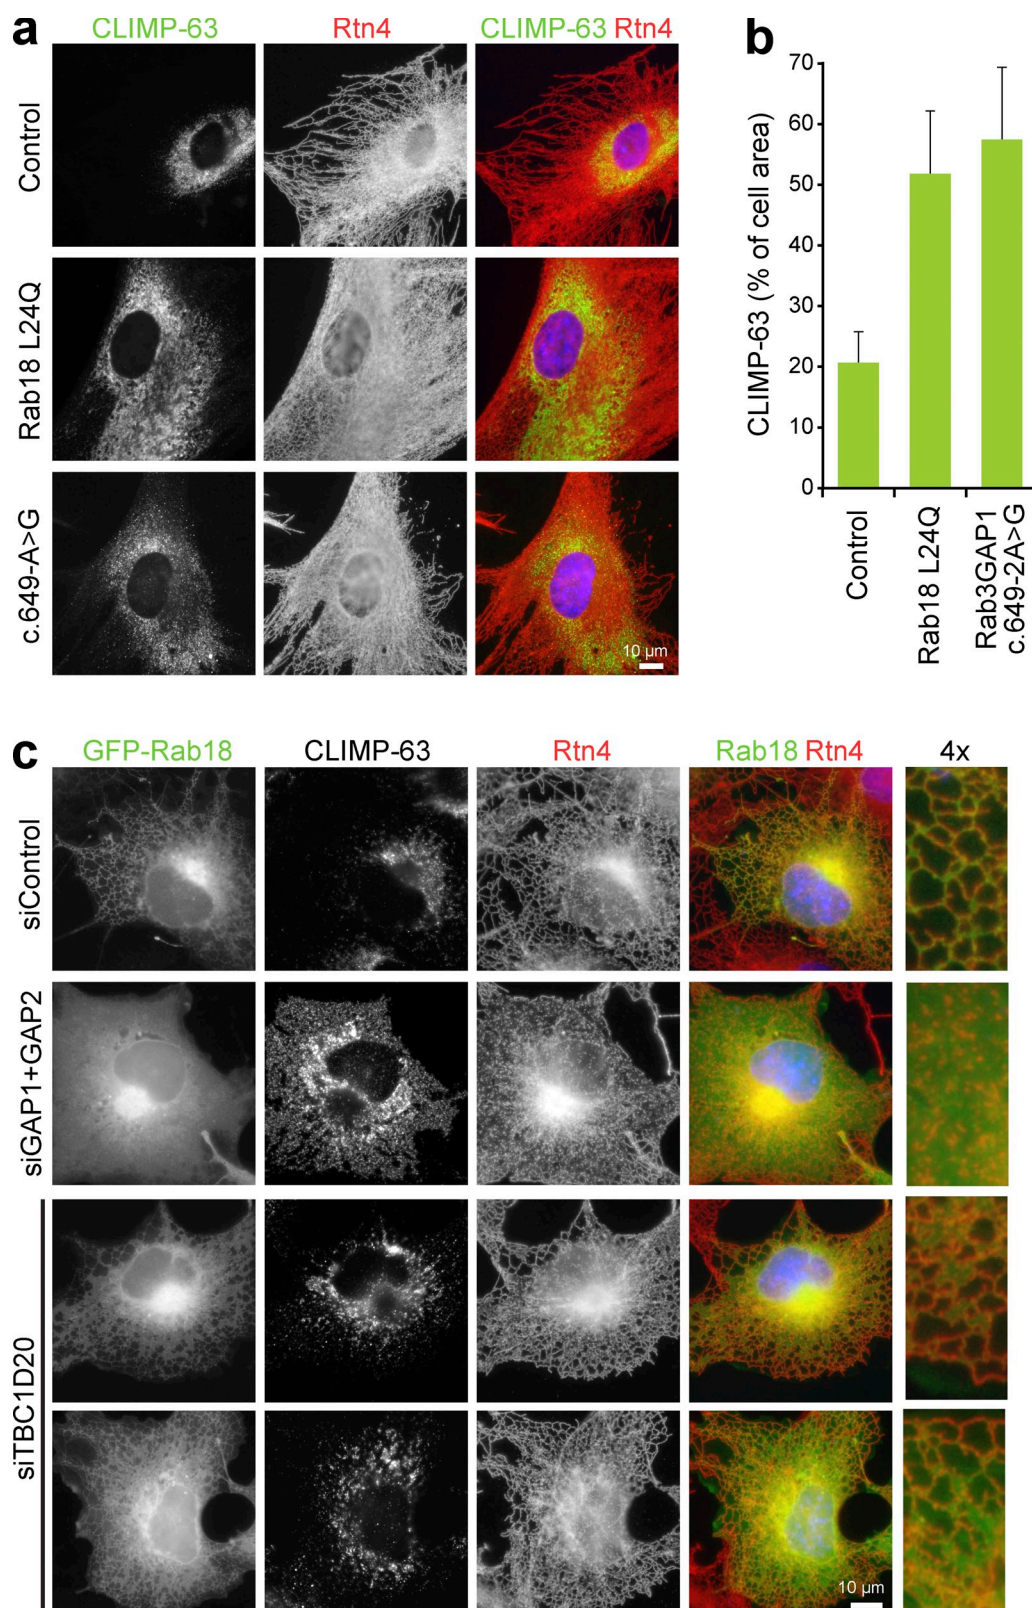 a
CLIMP-63
Rtn4
CLIMP-63 Rtn4
Control
Rab18 L24Q
c.649-A>G
10 µm
b
CLIMP-63 (% of cell area)
70
60
50
40
30
20
10
0
Control
Rab18 L24Q
Rab3GAP1
c.649-2A>G
c
GFP-Rab18
CLIMP-63
Rtn4
Rab18 Rtn4
4x
siControl
siGAP1+GAP2
siTBC1D20
10 µm